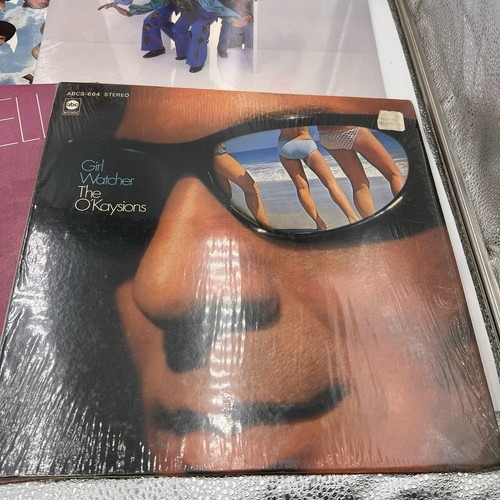 ABCS-664 STEREO
abc
Girl
Watcher
The
O'Kaysions
ELI